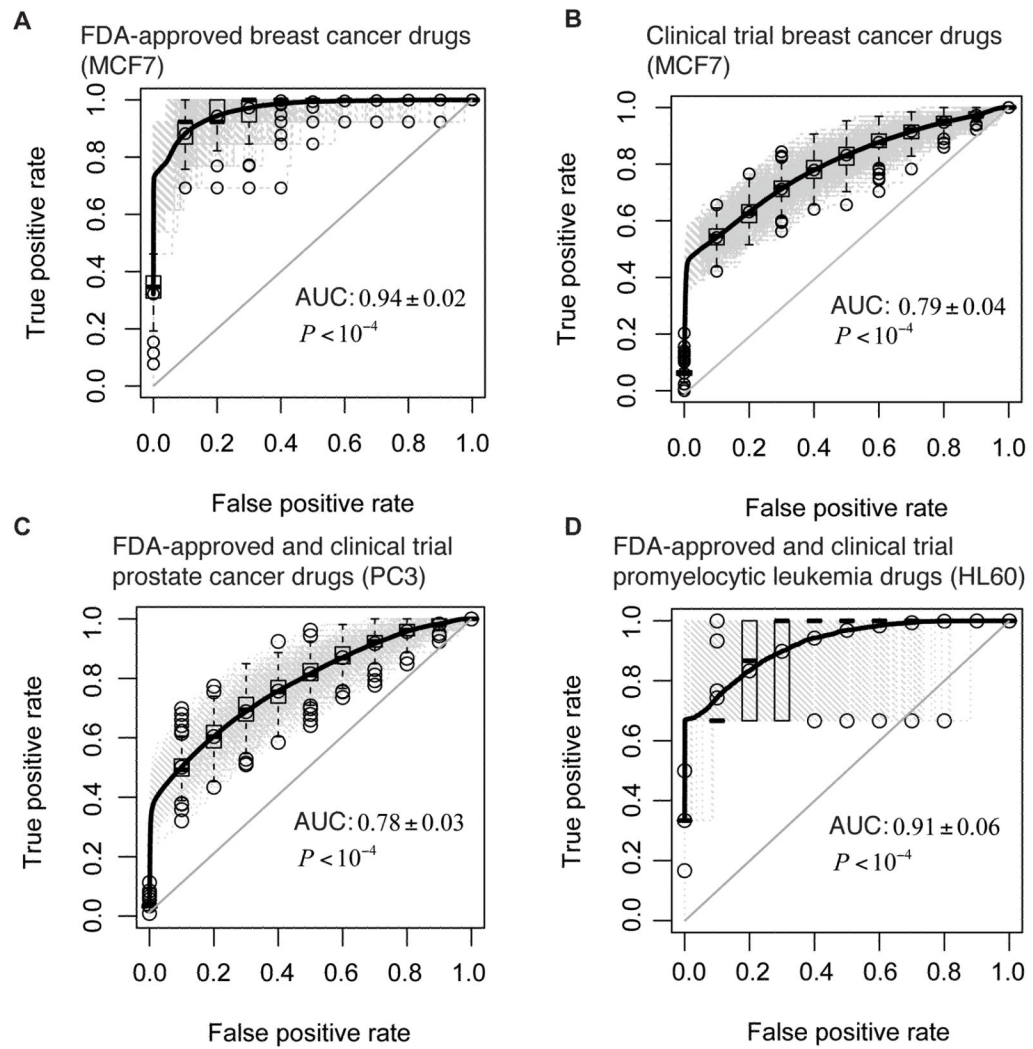 A
FDA-approved breast cancer drugs
(MCF7)
True positive rate
0.0 0.2 0.4 0.6 0.8 1.0
AUC: 0.94 ± 0.02
P < 10⁻⁴
0.0 0.2 0.4 0.6 0.8 1.0
False positive rate
B
Clinical trial breast cancer drugs
(MCF7)
True positive rate
0.0 0.2 0.4 0.6 0.8 1.0
AUC: 0.79 ± 0.04
P < 10⁻⁴
0.0 0.2 0.4 0.6 0.8 1.0
False positive rate
C
FDA-approved and clinical trial
prostate cancer drugs (PC3)
True positive rate
0.0 0.2 0.4 0.6 0.8 1.0
AUC: 0.78 ± 0.03
P < 10⁻⁴
0.0 0.2 0.4 0.6 0.8 1.0
False positive rate
D
FDA-approved and clinical trial
promyelocytic leukemia drugs (HL60)
True positive rate
0.0 0.2 0.4 0.6 0.8 1.0
AUC: 0.91 ± 0.06
P < 10⁻⁴
0.0 0.2 0.4 0.6 0.8 1.0
False positive rate